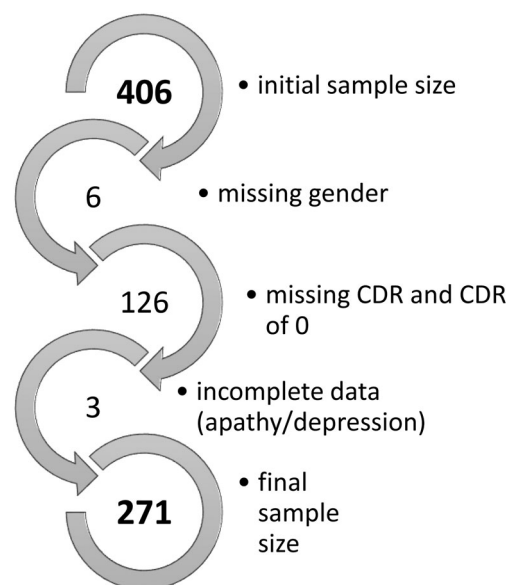 406
• initial sample size
6
• missing gender
126
• missing CDR and CDR
of 0
3
• incomplete data
(apathy/depression)
271
• final
sample
size